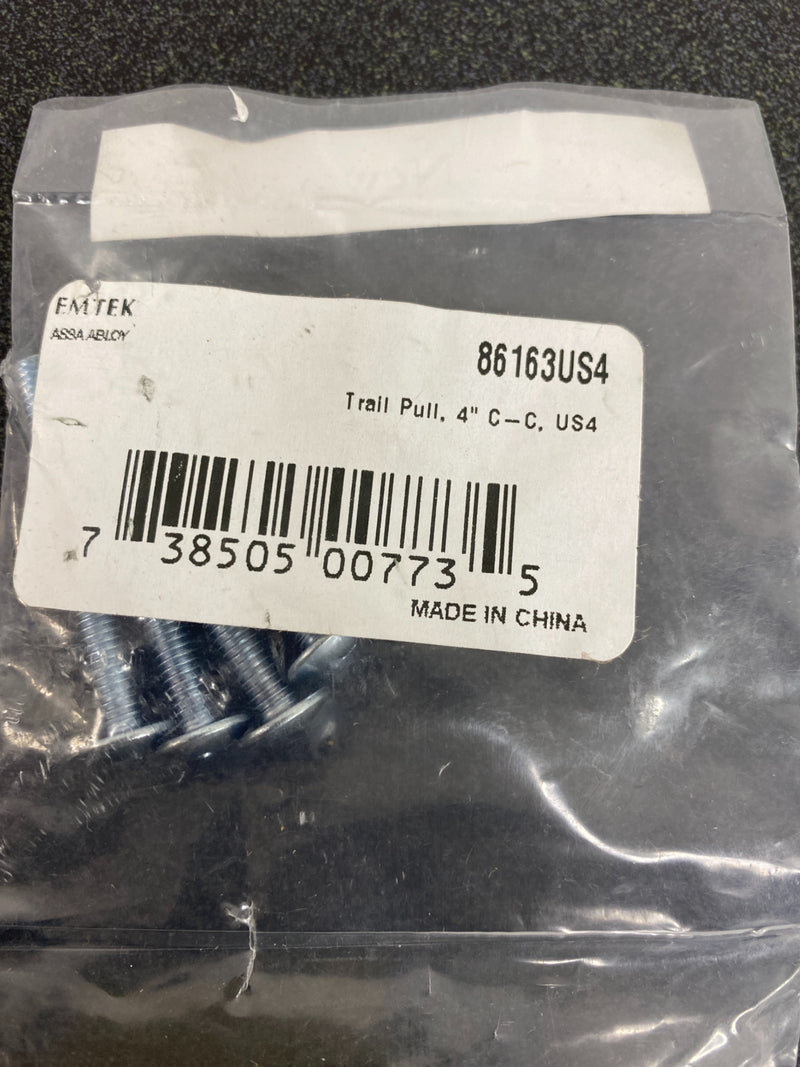 EMTEK
ASSA ABLOY
86163US4
Trail Pull, 4" C-C, US4
7 38505 00773 5
MADE IN CHINA